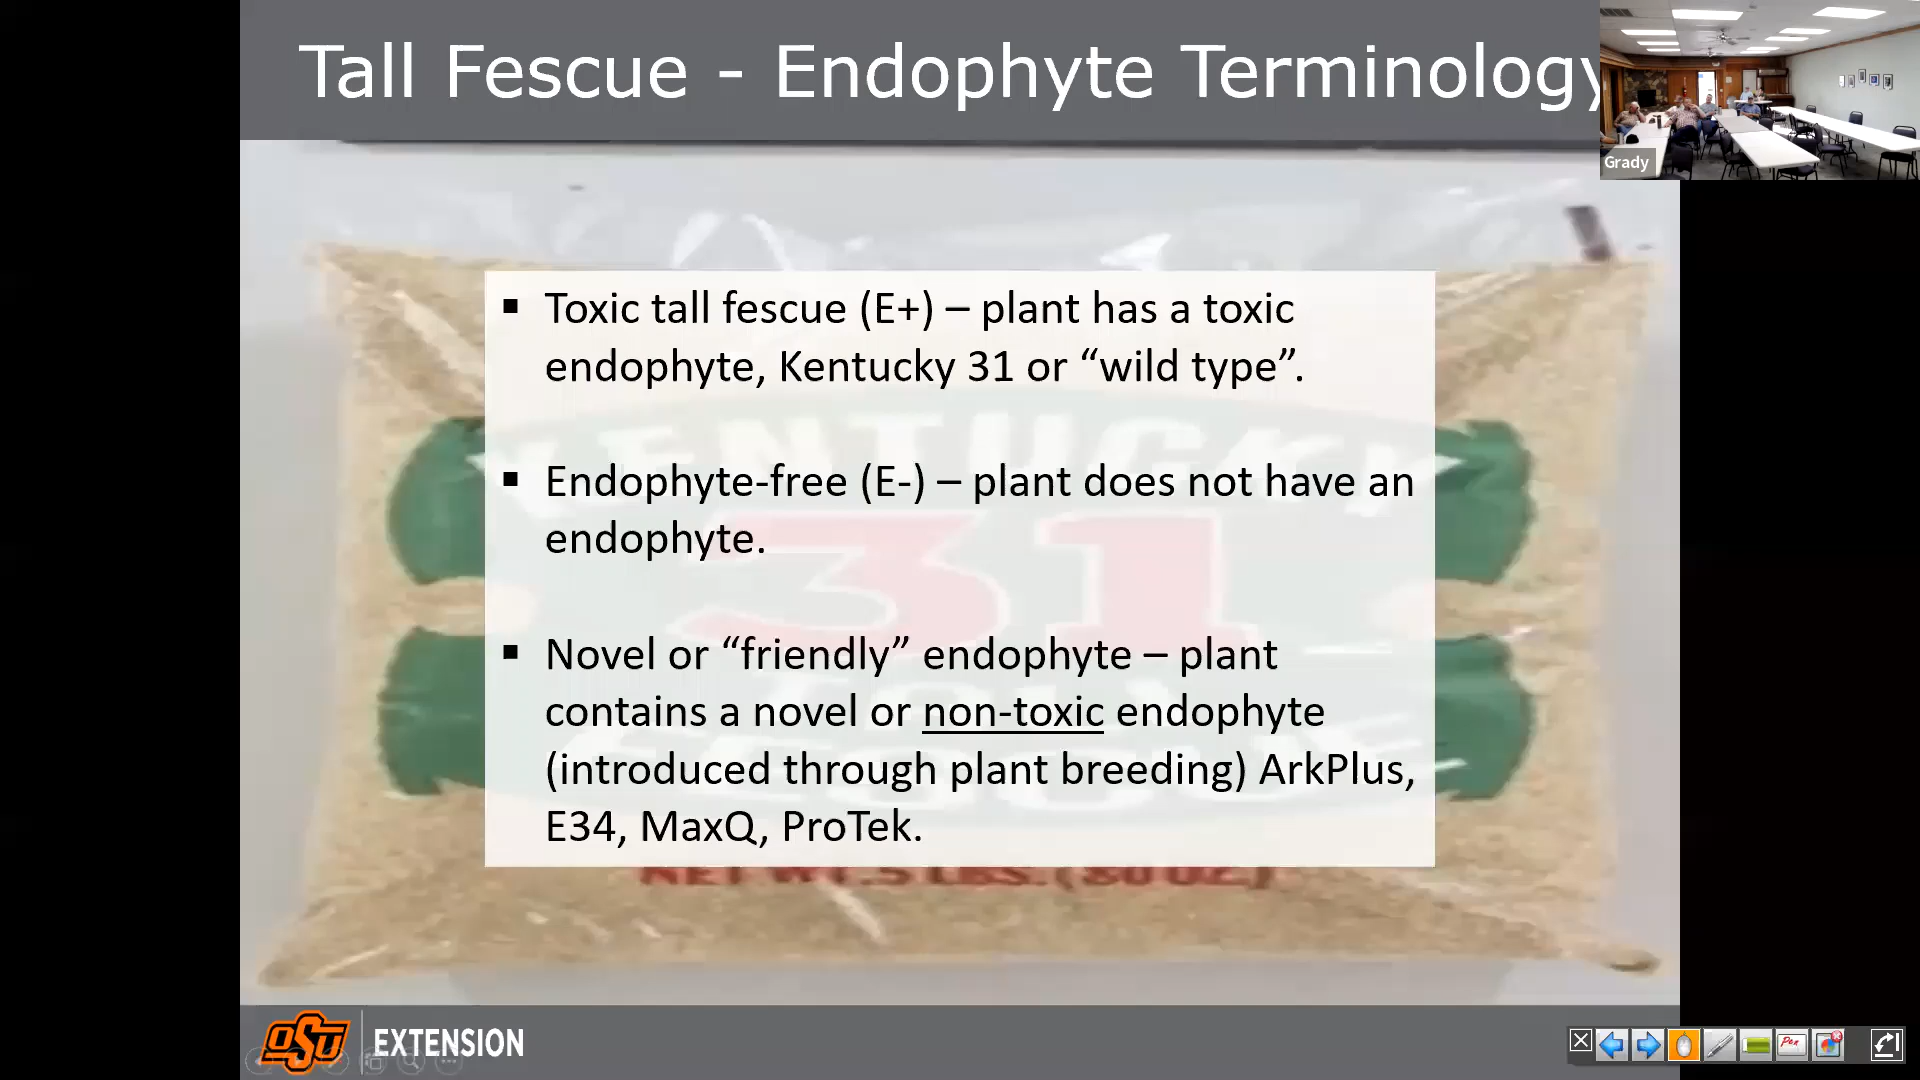 Tall Fescue - Endophyte Terminology
Grady
▪ Toxic tall fescue (E+) – plant has a toxic
endophyte, Kentucky 31 or “wild type”.
▪ Endophyte-free (E-) – plant does not have an
endophyte.
▪ Novel or “friendly” endophyte – plant
contains a novel or non-toxic endophyte
(introduced through plant breeding) ArkPlus,
E34, MaxQ, ProTek.
KENTUCKY
31
NET WT. 5 LBS. (80 OZ.)
OSU EXTENSION
Pen